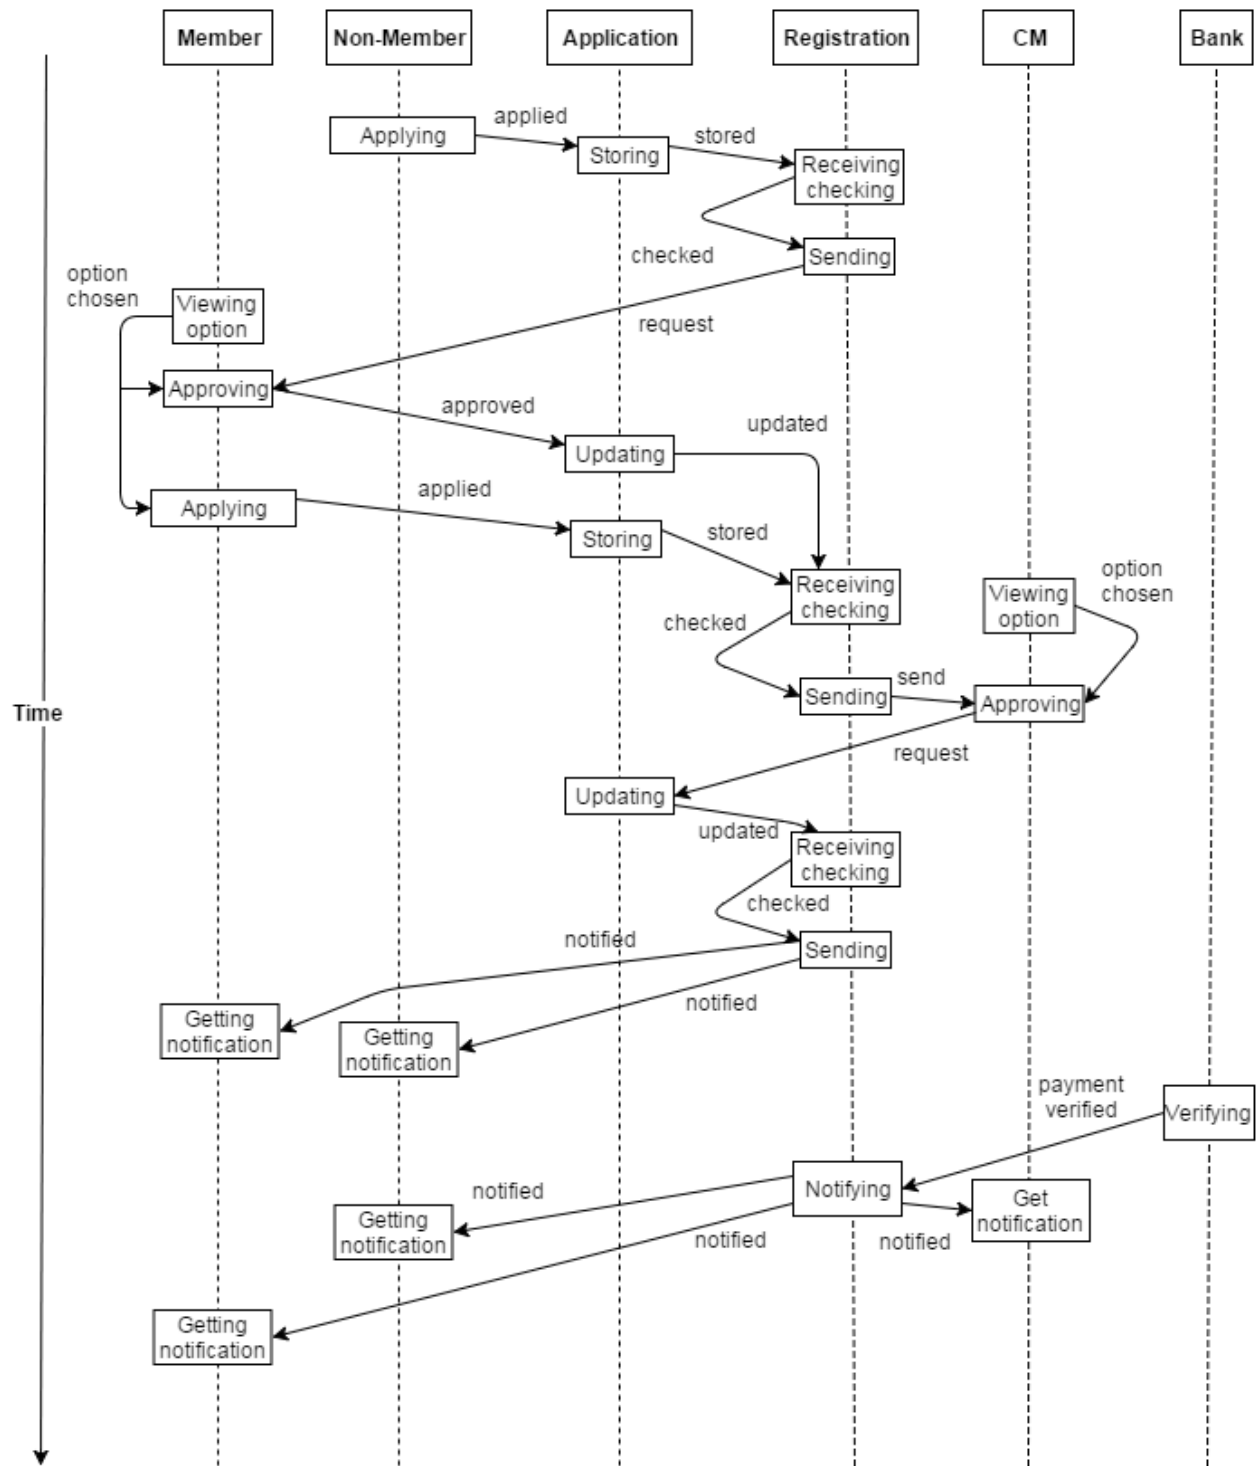 Member
Non-Member
Application
Registration
CM
Bank
applied
Applying
stored
Storing
Receiving
checking
checked
Sending
option
chosen
Viewing
option
request
Approving
approved
updated
Updating
applied
Applying
stored
Storing
Receiving
checking
Viewing
option
option
chosen
checked
send
Sending
Approving
Time
request
Updating
updated
Receiving
checking
checked
notified
Sending
notified
Getting
notification
Getting
notification
payment
verified
Verifying
notified
Notifying
Get
notification
Getting
notification
notified
notified
Getting
notification